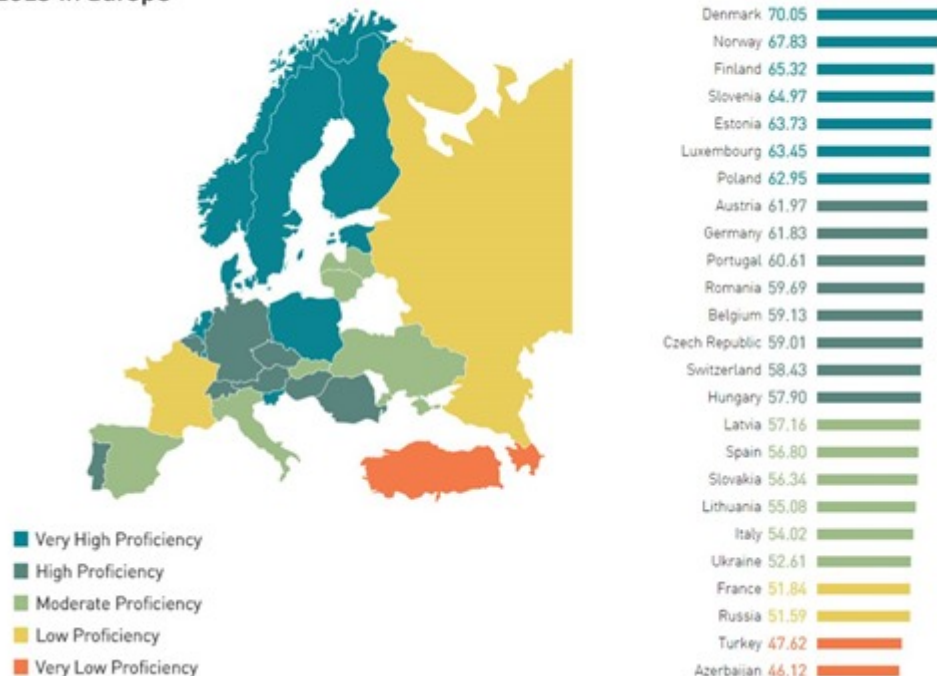 Denmark 70.05
Norway 67.83
Finland 65.32
Slovenia 64.97
Estonia 63.73
Luxembourg 63.45
Poland 62.95
Austria 61.97
Germany 61.83
Portugal 60.61
Romania 59.69
Belgium 59.13
Czech Republic 59.01
Switzerland 58.43
Hungary 57.90
Latvia 57.16
Spain 56.80
Slovakia 56.34
Lithuania 55.08
Italy 54.02
Ukraine 52.61
France 51.84
Russia 51.59
Turkey 47.62
Azerbaijan 46.12
Very High Proficiency
High Proficiency
Moderate Proficiency
Low Proficiency
Very Low Proficiency